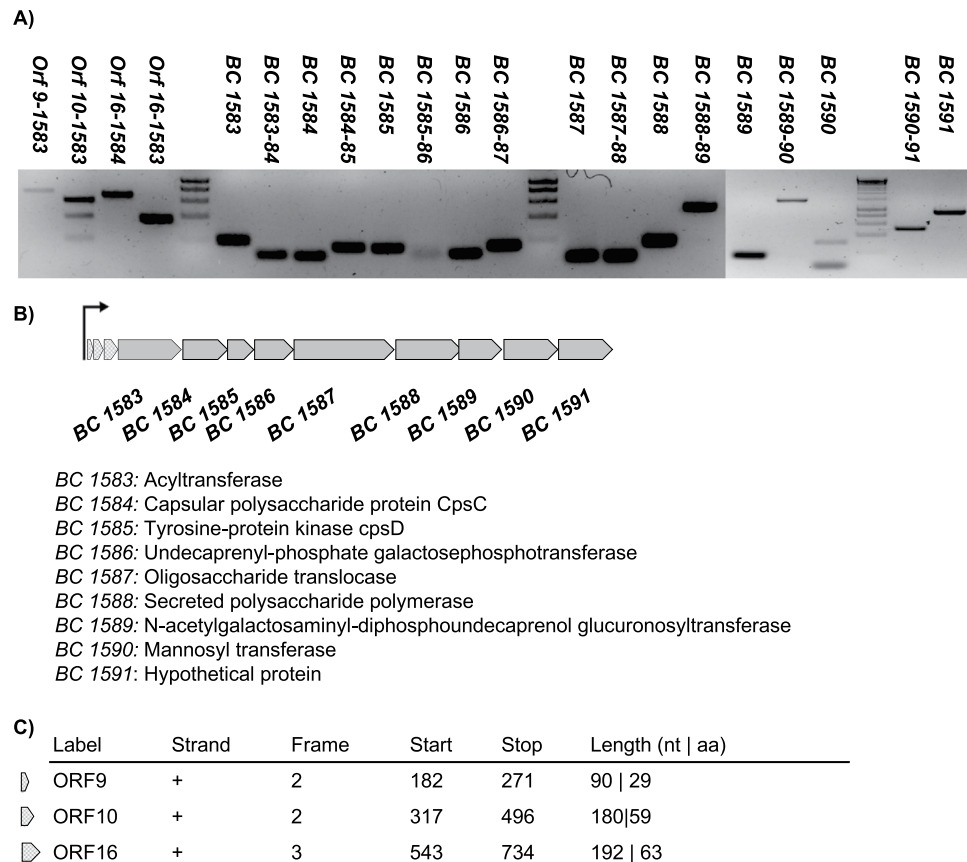 A)
Orf 9-1583
Orf 10-1583
Orf 16-1584
Orf 16-1583
BC 1583
BC 1583-84
BC 1584
BC 1584-85
BC 1585
BC 1585-86
BC 1586
BC 1586-87
BC 1587
BC 1587-88
BC 1588
BC 1588-89
BC 1589
BC 1589-90
BC 1590
BC 1590-91
BC 1591
B)
BC 1583
BC 1584
BC 1585
BC 1586
BC 1587
BC 1588
BC 1589
BC 1590
BC 1591
BC 1583: Acyltransferase
BC 1584: Capsular polysaccharide protein CpsC
BC 1585: Tyrosine-protein kinase cpsD
BC 1586: Undecaprenyl-phosphate galactosephosphotransferase
BC 1587: Oligosaccharide translocase
BC 1588: Secreted polysaccharide polymerase
BC 1589: N-acetylgalactosaminyl-diphosphoundecaprenol glucuronosyltransferase
BC 1590: Mannosyl transferase
BC 1591: Hypothetical protein
C)
Label Strand Frame Start Stop Length (nt | aa)
ORF9 + 2 182 271 90 | 29
ORF10 + 2 317 496 180|59
ORF16 + 3 543 734 192 | 63